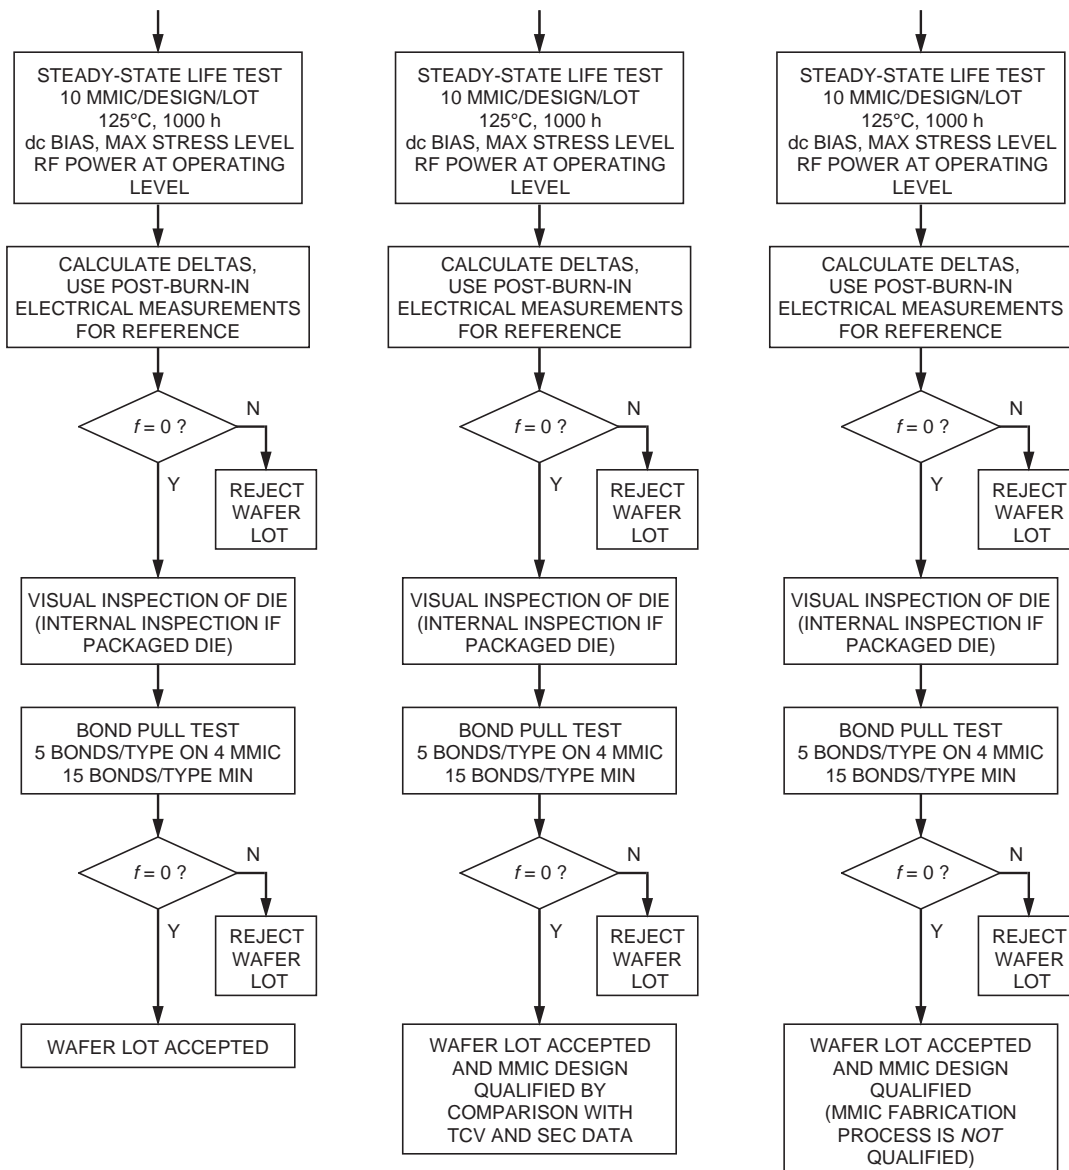 STEADY-STATE LIFE TEST
10 MMIC/DESIGN/LOT
125°C, 1000 h
dc BIAS, MAX STRESS LEVEL
RF POWER AT OPERATING
LEVEL
CALCULATE DELTAS,
USE POST-BURN-IN
ELECTRICAL MEASUREMENTS
FOR REFERENCE
f = 0 ?
N
Y
REJECT
WAFER
LOT
VISUAL INSPECTION OF DIE
(INTERNAL INSPECTION IF
PACKAGED DIE)
BOND PULL TEST
5 BONDS/TYPE ON 4 MMIC
15 BONDS/TYPE MIN
f = 0 ?
N
Y
REJECT
WAFER
LOT
WAFER LOT ACCEPTED
STEADY-STATE LIFE TEST
10 MMIC/DESIGN/LOT
125°C, 1000 h
dc BIAS, MAX STRESS LEVEL
RF POWER AT OPERATING
LEVEL
CALCULATE DELTAS,
USE POST-BURN-IN
ELECTRICAL MEASUREMENTS
FOR REFERENCE
f = 0 ?
N
Y
REJECT
WAFER
LOT
VISUAL INSPECTION OF DIE
(INTERNAL INSPECTION IF
PACKAGED DIE)
BOND PULL TEST
5 BONDS/TYPE ON 4 MMIC
15 BONDS/TYPE MIN
f = 0 ?
N
Y
REJECT
WAFER
LOT
WAFER LOT ACCEPTED
AND MMIC DESIGN
QUALIFIED BY
COMPARISON WITH
TCV AND SEC DATA
STEADY-STATE LIFE TEST
10 MMIC/DESIGN/LOT
125°C, 1000 h
dc BIAS, MAX STRESS LEVEL
RF POWER AT OPERATING
LEVEL
CALCULATE DELTAS,
USE POST-BURN-IN
ELECTRICAL MEASUREMENTS
FOR REFERENCE
f = 0 ?
N
Y
REJECT
WAFER
LOT
VISUAL INSPECTION OF DIE
(INTERNAL INSPECTION IF
PACKAGED DIE)
BOND PULL TEST
5 BONDS/TYPE ON 4 MMIC
15 BONDS/TYPE MIN
f = 0 ?
N
Y
REJECT
WAFER
LOT
WAFER LOT ACCEPTED
AND MMIC DESIGN
QUALIFIED
(MMIC FABRICATION
PROCESS IS NOT
QUALIFIED)